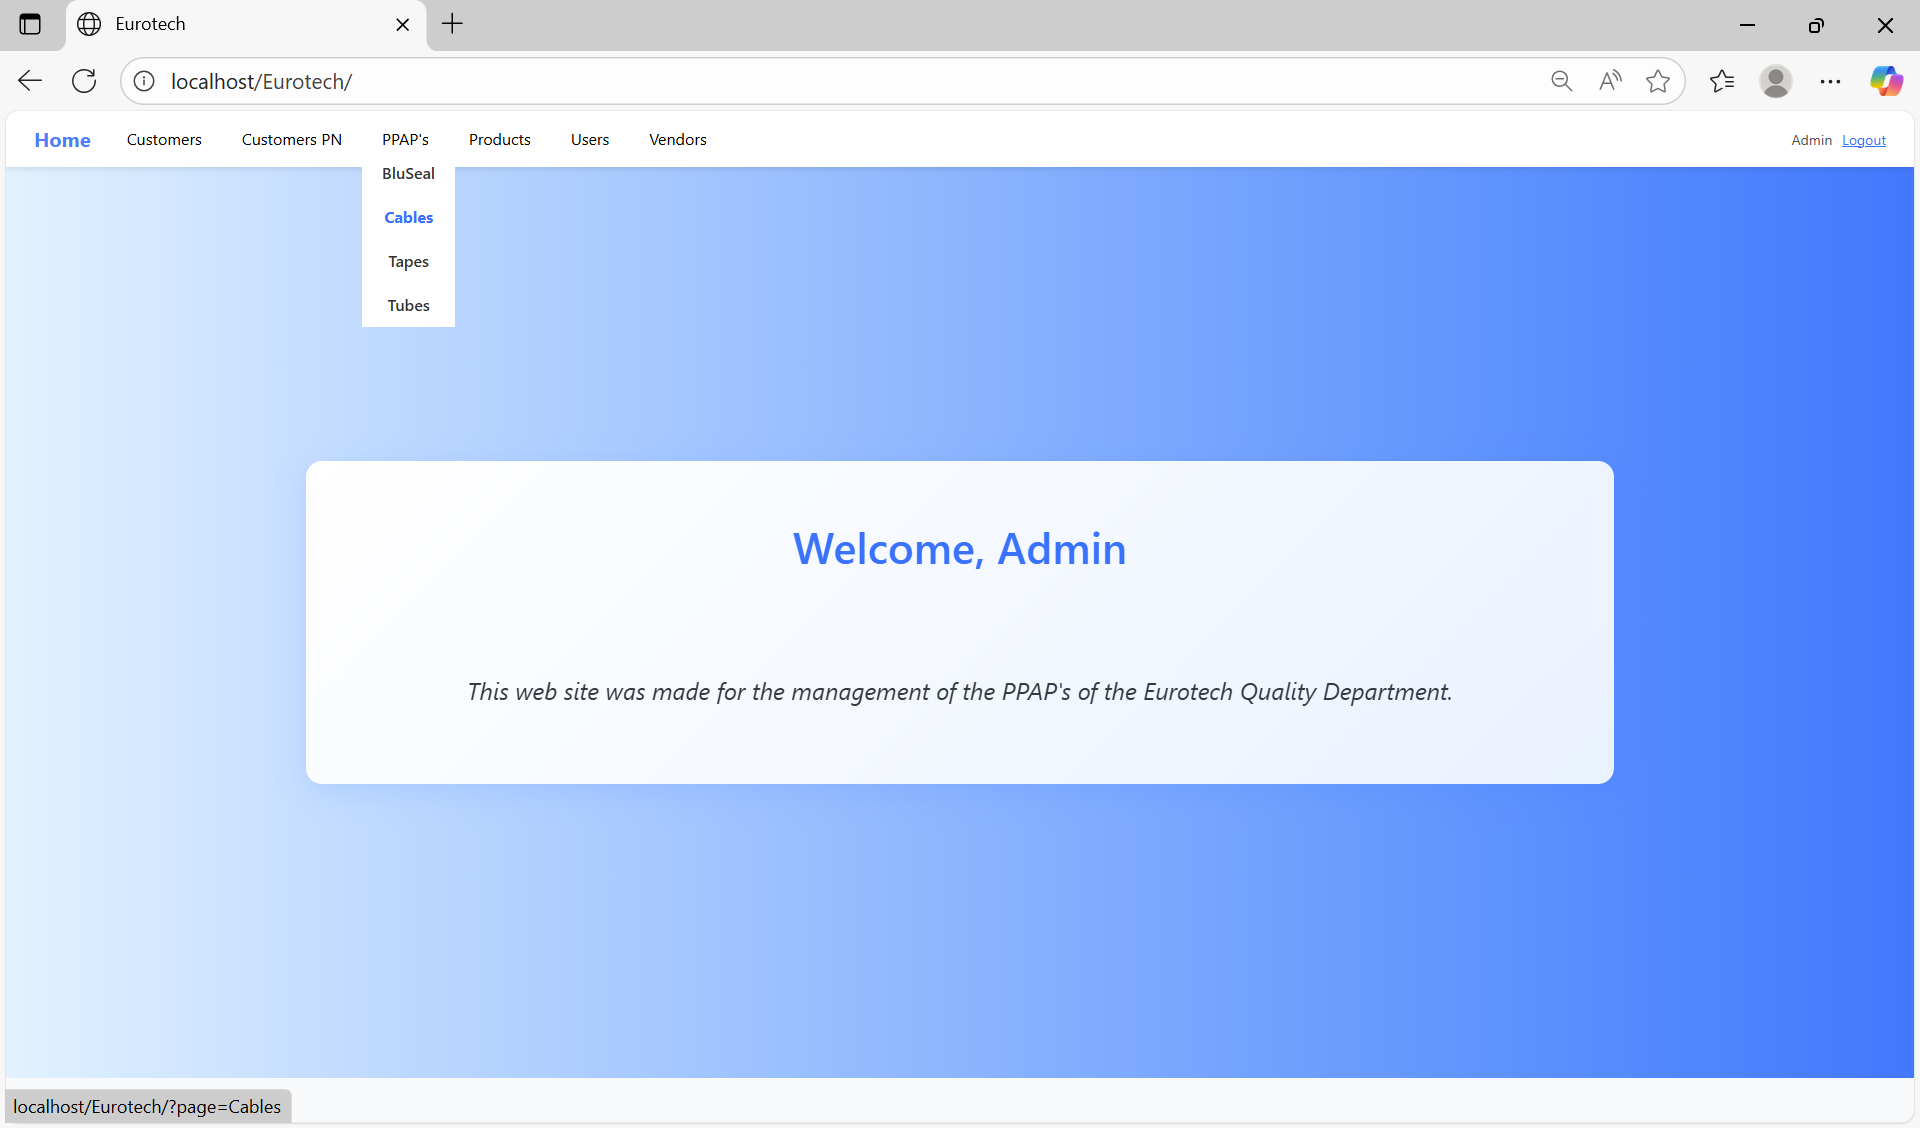 Eurotech
localhost/Eurotech/
Home Customers Customers PN PPAP's Products Users Vendors Admin Logout
BluSeal
Cables
Tapes
Tubes
Welcome, Admin
This web site was made for the management of the PPAP's of the Eurotech Quality Department.
localhost/Eurotech/?page=Cables